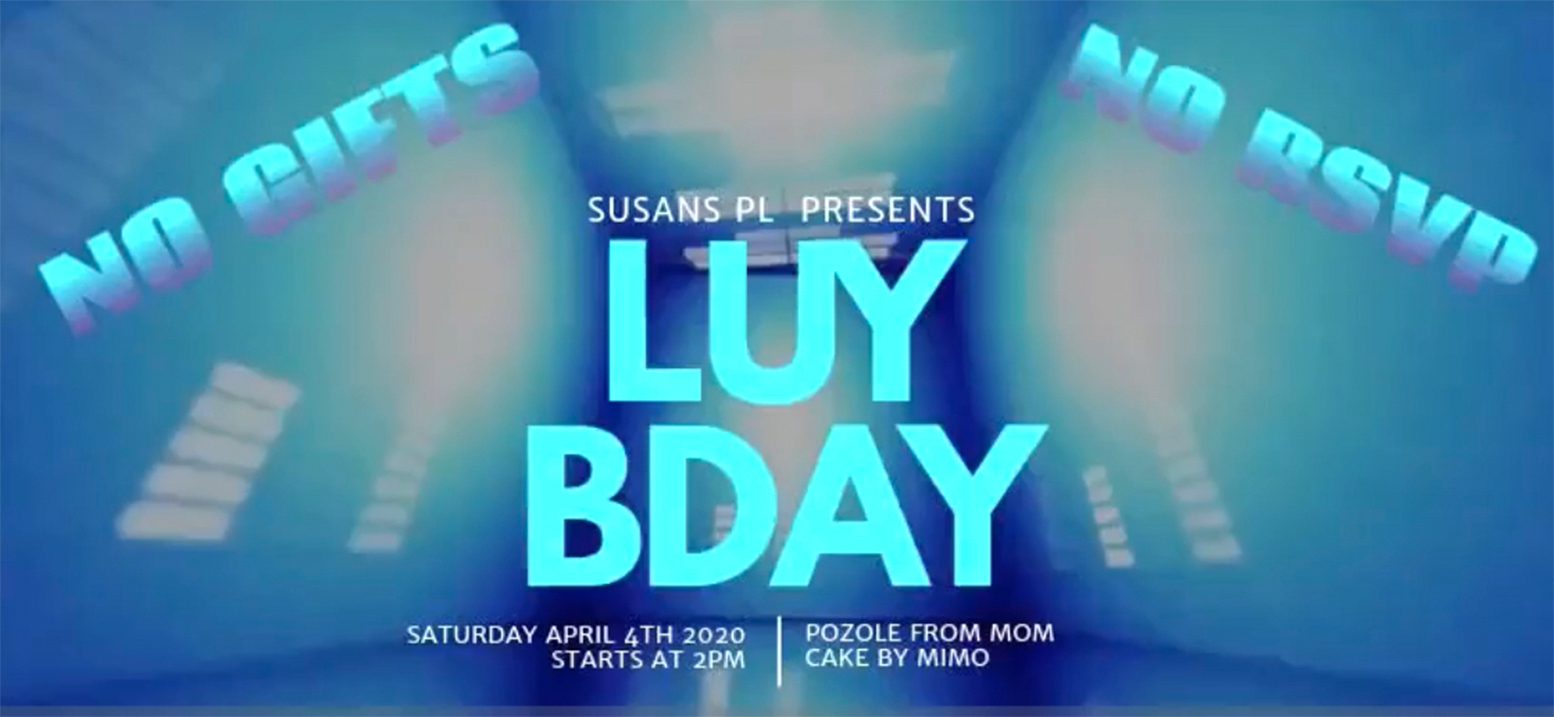 NO GIFTS
NO RSVP
SUSANS PL PRESENTS
LUY
BDAY
SATURDAY APRIL 4TH 2020
STARTS AT 2PM
POZOLE FROM MOM
CAKE BY MIMO